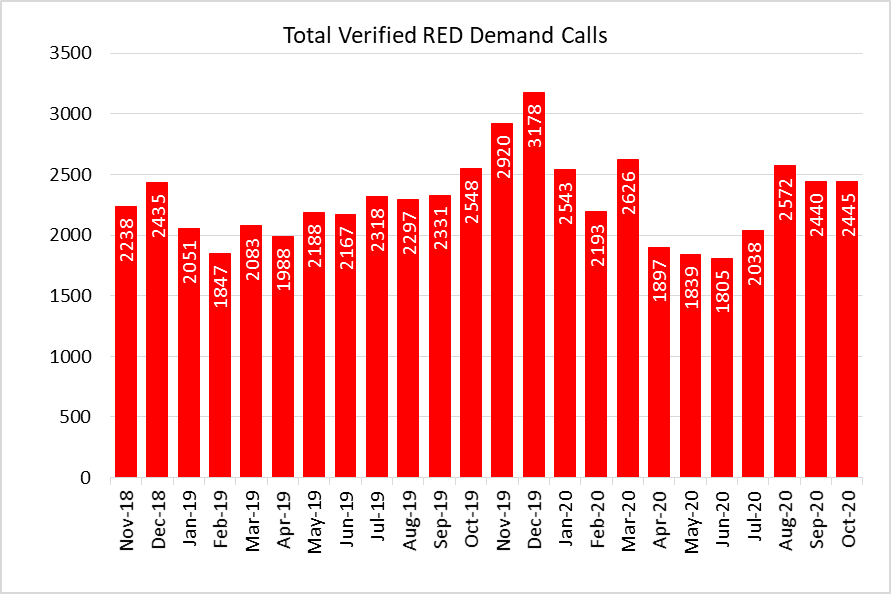 Total Verified RED Demand Calls
3500
3000
2500
2000
1500
1000
500
0
2238
2435
2051
1847
2083
1988
2188
2167
2318
2297
2331
2548
2920
3178
2543
2193
2626
1897
1839
1805
2038
2572
2440
2445
Nov-18
Dec-18
Jan-19
Feb-19
Mar-19
Apr-19
May-19
Jun-19
Jul-19
Aug-19
Sep-19
Oct-19
Nov-19
Dec-19
Jan-20
Feb-20
Mar-20
Apr-20
May-20
Jun-20
Jul-20
Aug-20
Sep-20
Oct-20